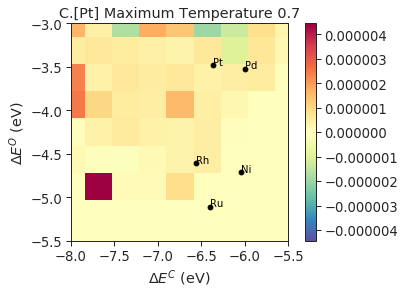 C.[Pt] Maximum Temperature 0.7
−3.0
−3.5
−4.0
−4.5
−5.0
−5.5
ΔE^O (eV)
Pt
Pd
Rh
Ni
Ru
−8.0 −7.5 −7.0 −6.5 −6.0 −5.5
ΔE^C (eV)
0.000004
0.000003
0.000002
0.000001
0.000000
−0.000001
−0.000002
−0.000003
−0.000004